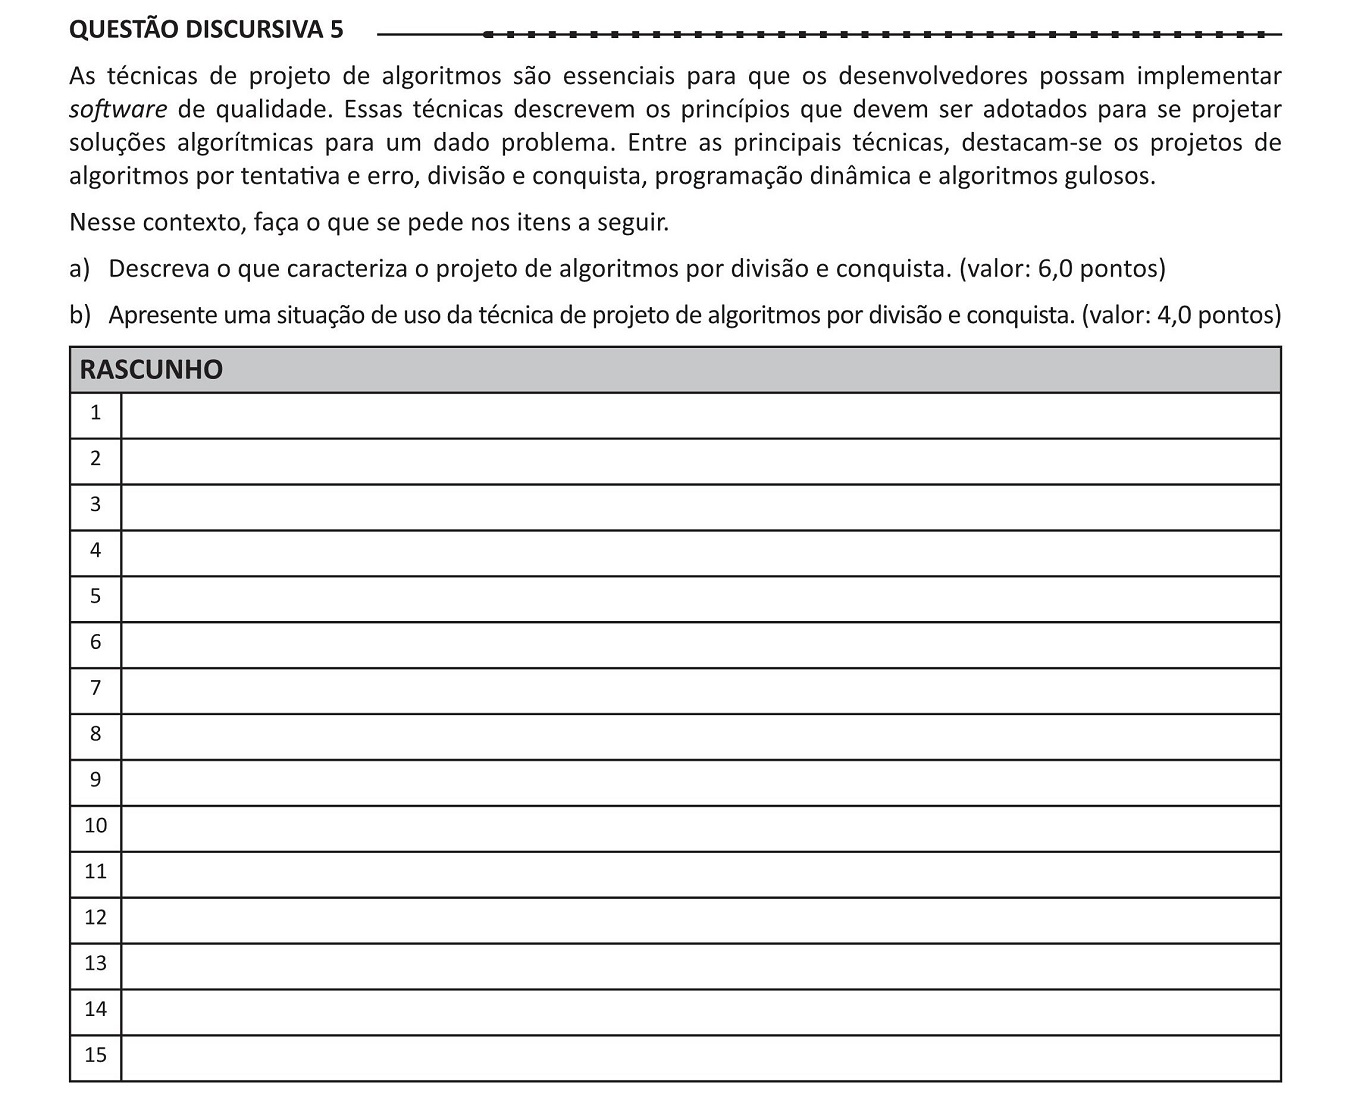 QUESTÃO DISCURSIVA 5
As técnicas de projeto de algoritmos são essenciais para que os desenvolvedores possam implementar
software de qualidade. Essas técnicas descrevem os princípios que devem ser adotados para se projetar
soluções algorítmicas para um dado problema. Entre as principais técnicas, destacam-se os projetos de
algoritmos por tentativa e erro, divisão e conquista, programação dinâmica e algoritmos gulosos.
Nesse contexto, faça o que se pede nos itens a seguir.
a) Descreva o que caracteriza o projeto de algoritmos por divisão e conquista. (valor: 6,0 pontos)
b) Apresente uma situação de uso da técnica de projeto de algoritmos por divisão e conquista. (valor: 4,0 pontos)
RASCUNHO
1
2
3
4
5
6
7
8
9
10
11
12
13
14
15